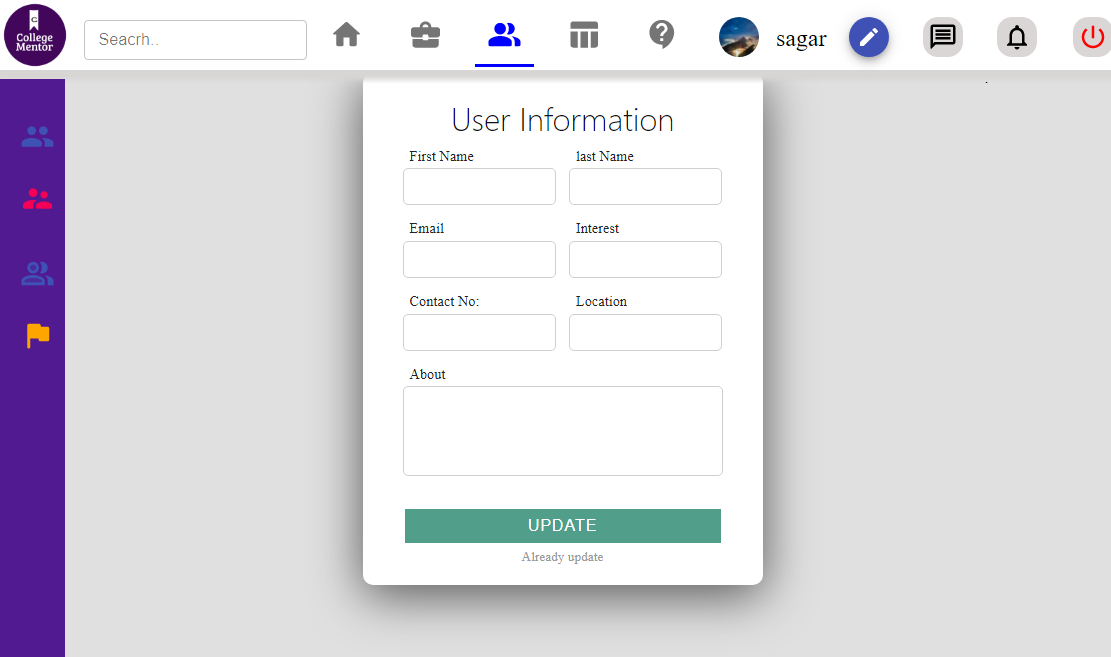 C
College
Mentor
Seacrh..
sagar
User Information
First Name
last Name
Email
Interest
Contact No:
Location
About
UPDATE
Already update